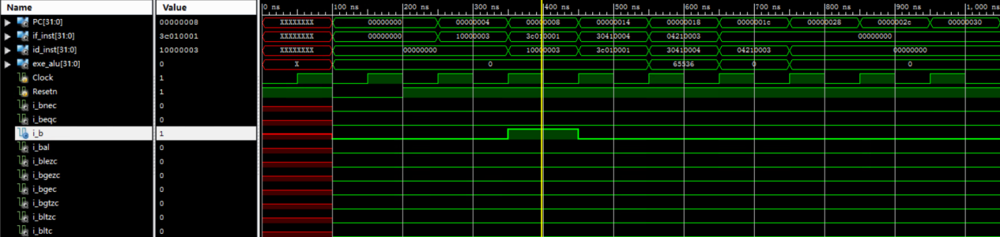 Name Value 0 ns 100 ns 200 ns 300 ns 400 ns 500 ns 600 ns 700 ns 800 ns 900 ns 1,000 ns
PC[31:0] 00000008 XXXXXXXX 00000000 00000004 00000008 00000014 00000018 0000001c 00000028 0000002c 00000030
if_inst[31:0] 3c010001 XXXXXXXX 00000000 10000003 3c010001 30410004 04210003 00000000
id_inst[31:0] 10000003 XXXXXXXX 00000000 10000003 3c010001 30410004 04210003 00000000
exe_alu[31:0] 0 X 0 65536 0 0
Clock 1
Resetn 1
i_bnec 0
i_beqc 0
i_b 1
i_bal 0
i_blezc 0
i_bgezc 0
i_bgec 0
i_bgtzc 0
i_bltzc 0
i_bltc 0